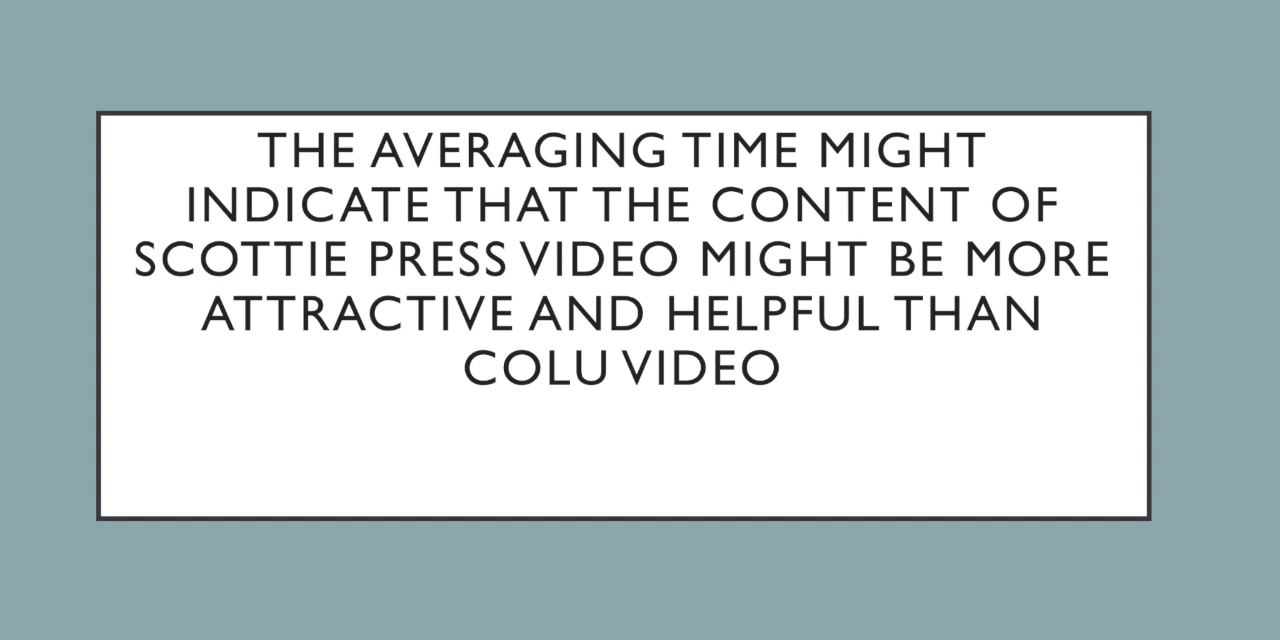 THE AVERAGING TIME MIGHT
INDICATE THAT THE CONTENT OF
SCOTTIE PRESS VIDEO MIGHT BE MORE
ATTRACTIVE AND HELPFUL THAN
COLU VIDEO